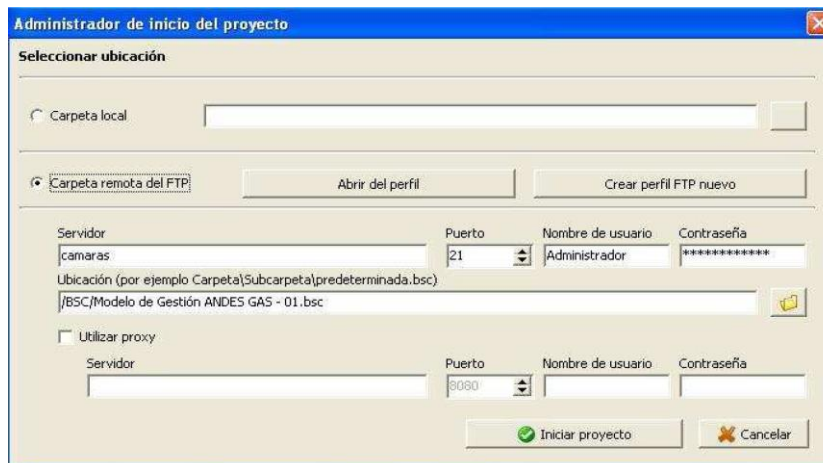 Administrador de inicio del proyecto
Seleccionar ubicación
Carpeta local
Carpeta remota del FTP Abrir del perfil Crear perfil FTP nuevo
Servidor Puerto Nombre de usuario Contraseña
camaras 21 Administrador ************
Ubicación (por ejemplo Carpeta\Subcarpeta\predeterminada.bsc)
/BSC/Modelo de Gestión ANDES GAS - 01.bsc
Utilizar proxy
Servidor Puerto Nombre de usuario Contraseña
8080
Iniciar proyecto Cancelar